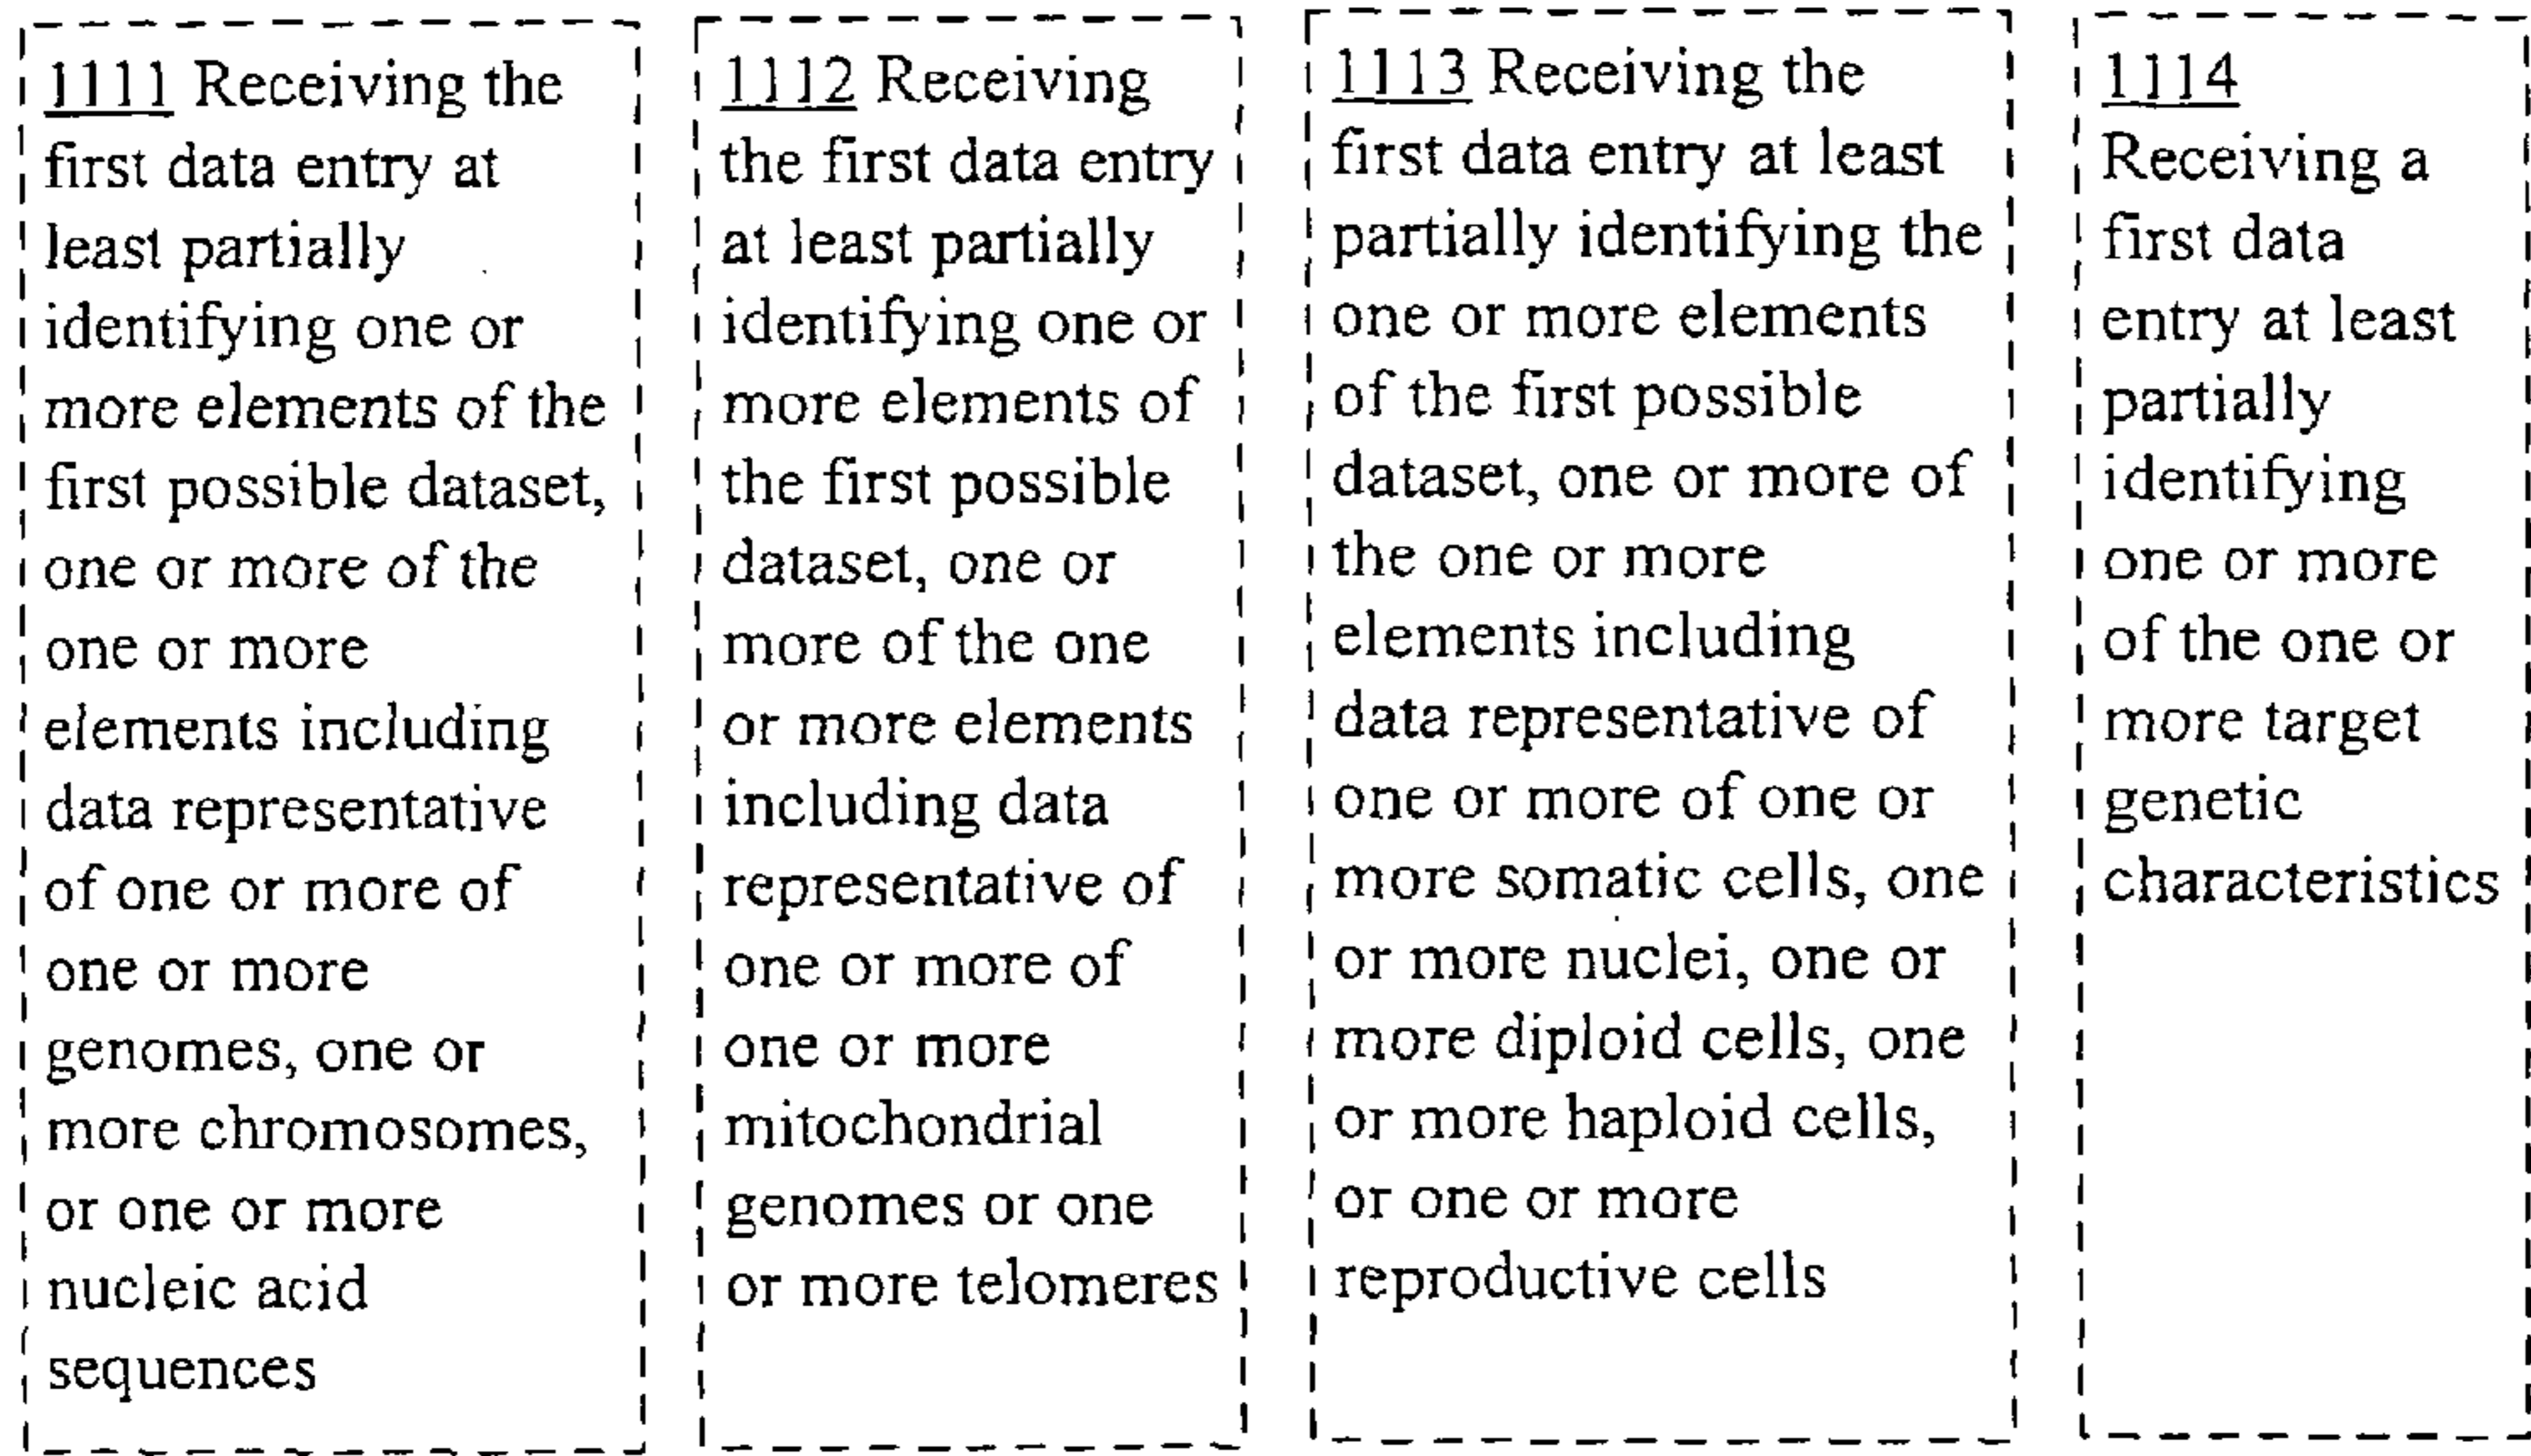 1111 Receiving the
first data entry at
least partially
identifying one or
more elements of the
first possible dataset,
one or more of the
one or more
elements including
data representative
of one or more of
one or more
genomes, one or
more chromosomes,
or one or more
nucleic acid
sequences
1112 Receiving
the first data entry
at least partially
identifying one or
more elements of
the first possible
dataset, one or
more of the one
or more elements
including data
representative of
one or more of
one or more
mitochondrial
genomes or one
or more telomeres
1113 Receiving the
first data entry at least
partially identifying the
one or more elements
of the first possible
dataset, one or more of
the one or more
elements including
data representative of
one or more of one or
more somatic cells, one
or more nuclei, one or
more diploid cells, one
or more haploid cells,
or one or more
reproductive cells
1114
Receiving a
first data
entry at least
partially
identifying
one or more
of the one or
more target
genetic
characteristics